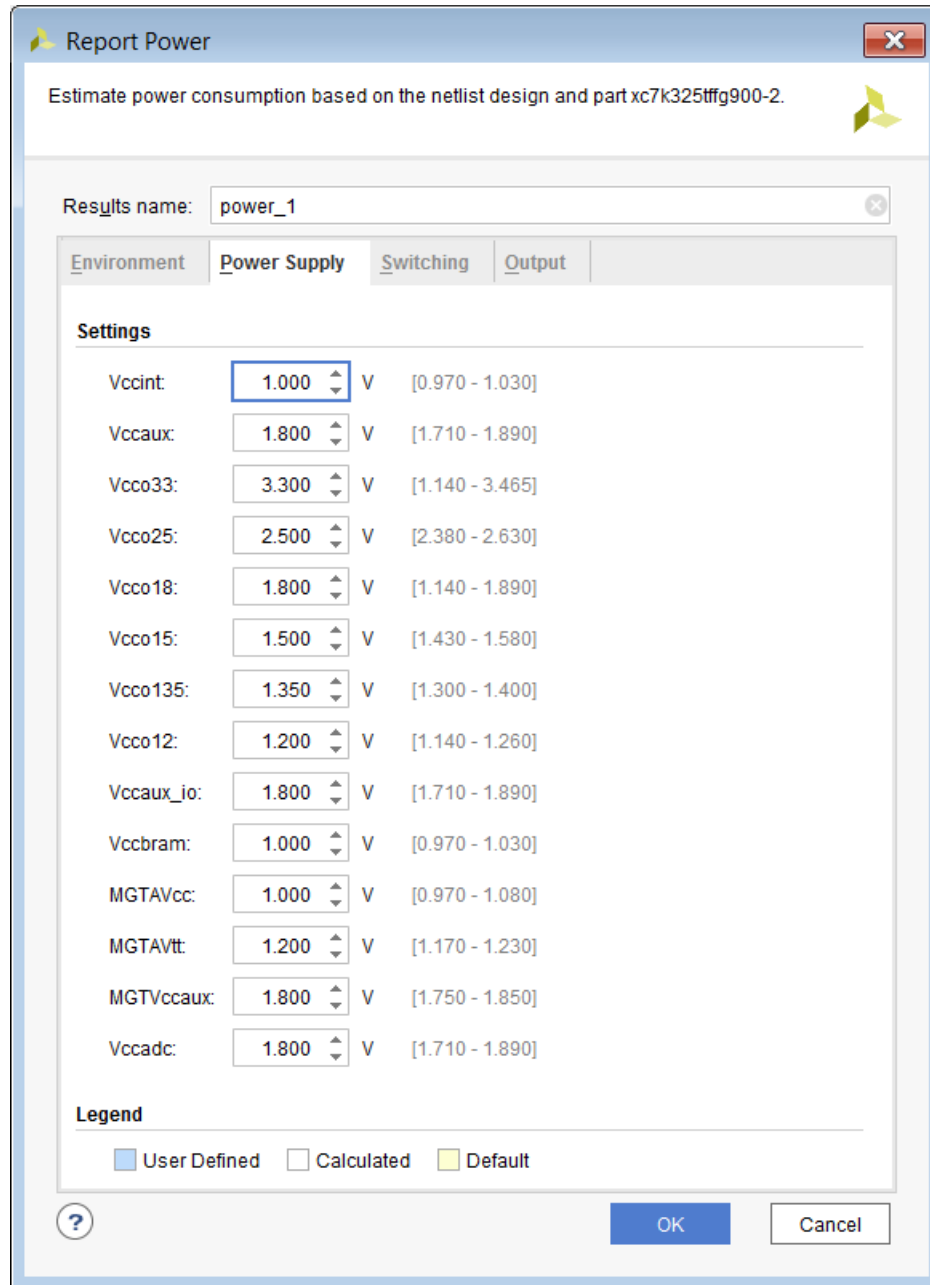 Report Power
Estimate power consumption based on the netlist design and part xc7k325tffg900-2.
Results name: power_1
Environment Power Supply Switching Output
Settings
Vccint: 1.000 V [0.970 - 1.030]
Vccaux: 1.800 V [1.710 - 1.890]
Vcco33: 3.300 V [1.140 - 3.465]
Vcco25: 2.500 V [2.380 - 2.630]
Vcco18: 1.800 V [1.140 - 1.890]
Vcco15: 1.500 V [1.430 - 1.580]
Vcco135: 1.350 V [1.300 - 1.400]
Vcco12: 1.200 V [1.140 - 1.260]
Vccaux_io: 1.800 V [1.710 - 1.890]
Vccbram: 1.000 V [0.970 - 1.030]
MGTAVcc: 1.000 V [0.970 - 1.080]
MGTAVtt: 1.200 V [1.170 - 1.230]
MGTVccaux: 1.800 V [1.750 - 1.850]
Vccadc: 1.800 V [1.710 - 1.890]
Legend
User Defined Calculated Default
? OK Cancel